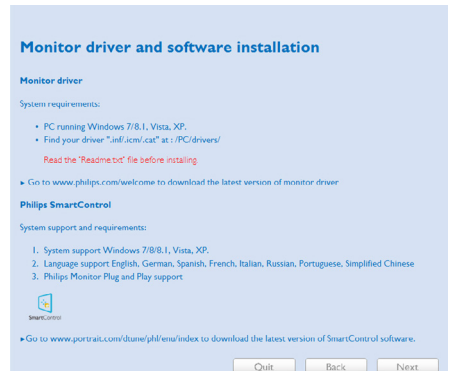 Monitor driver and software installation
Monitor driver
System requirements:
• PC running Windows 7/8.1, Vista, XP.
• Find your driver ".inf/.icm/.cat" at : /PC/drivers/
Read the "Readme.txt" file before installing.
▸ Go to www.philips.com/welcome to download the latest version of monitor driver
Philips SmartControl
System support and requirements:
1. System support Windows 7/8/8.1, Vista, XP.
2. Language support English, German, Spanish, French, Italian, Russian, Portuguese, Simplified Chinese
3. Philips Monitor Plug and Play support
SmartControl
▸Go to www.portrait.com/dtune/phl/enu/index to download the latest version of SmartControl software.
Quit Back Next